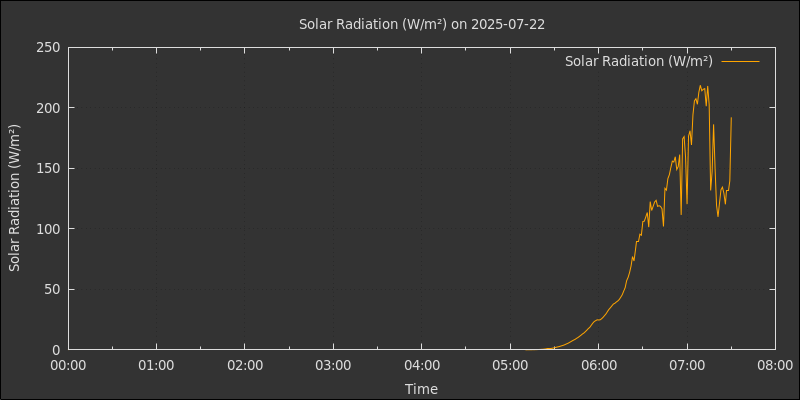 Solar Radiation (W/m²) on 2025-07-22
Solar Radiation (W/m²)
Solar Radiation (W/m²)
250
200
150
100
50
0
00:00 01:00 02:00 03:00 04:00 05:00 06:00 07:00 08:00
Time